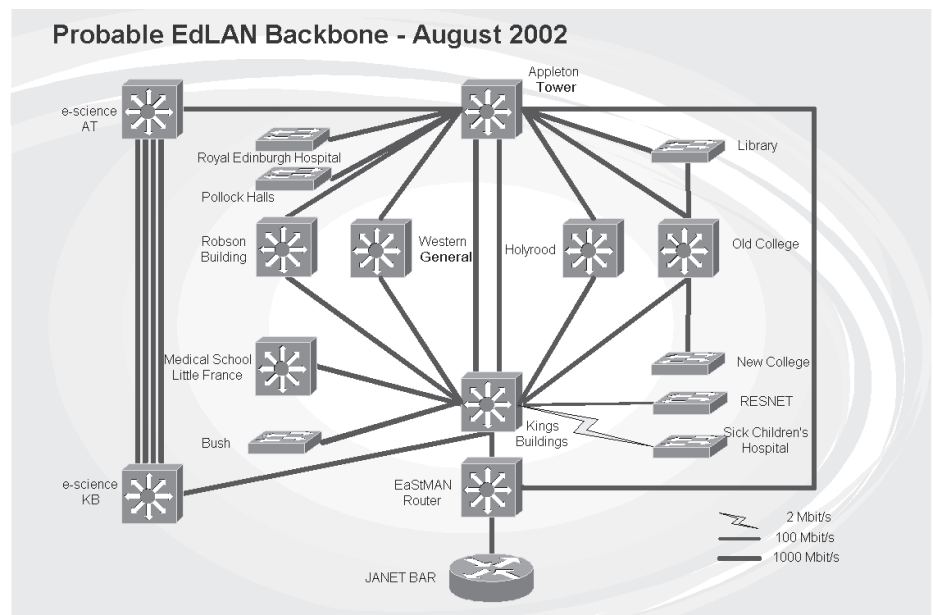 Probable EdLAN Backbone - August 2002
Appleton
Tower
e-science
AT
Royal Edinburgh Hospital
Library
Pollock Halls
Robson
Building
Western
General
Holyrood
Old College
Medical School
Little France
New College
RESNET
Kings
Buildings
Bush
Sick Children's
Hospital
e-science
KB
EaStMAN
Router
2 Mbit/s
100 Mbit/s
1000 Mbit/s
JANET BAR